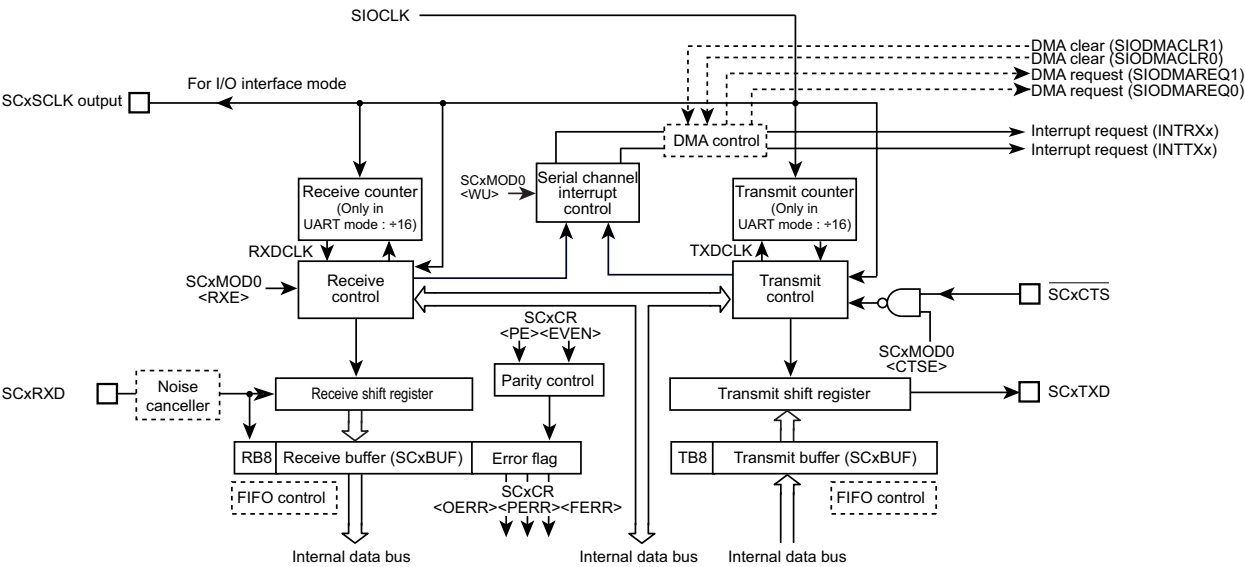 SIOCLK
DMA clear (SIODMACLR1)
DMA clear (SIODMACLR0)
DMA request (SIODMAREQ1)
DMA request (SIODMAREQ0)
For I/O interface mode
SCxSCLK output
DMA control
Interrupt request (INTRXx)
Interrupt request (INTTXx)
Receive counter
(Only in
UART mode : ÷16)
SCxMOD0
<WU>
Serial channel
interrupt
control
Transmit counter
(Only in
UART mode : ÷16)
RXDCLK
TXDCLK
SCxMOD0
<RXE>
Receive
control
Transmit
control
SCxCTS
SCxCR
<PE><EVEN>
SCxMOD0
<CTSE>
SCxRXD
Noise
canceller
Receive shift register
Parity control
Transmit shift register
SCxTXD
RB8
Receive buffer (SCxBUF)
Error flag
TB8
Transmit buffer (SCxBUF)
FIFO control
SCxCR
<OERR><PERR><FERR>
FIFO control
Internal data bus
Internal data bus
Internal data bus